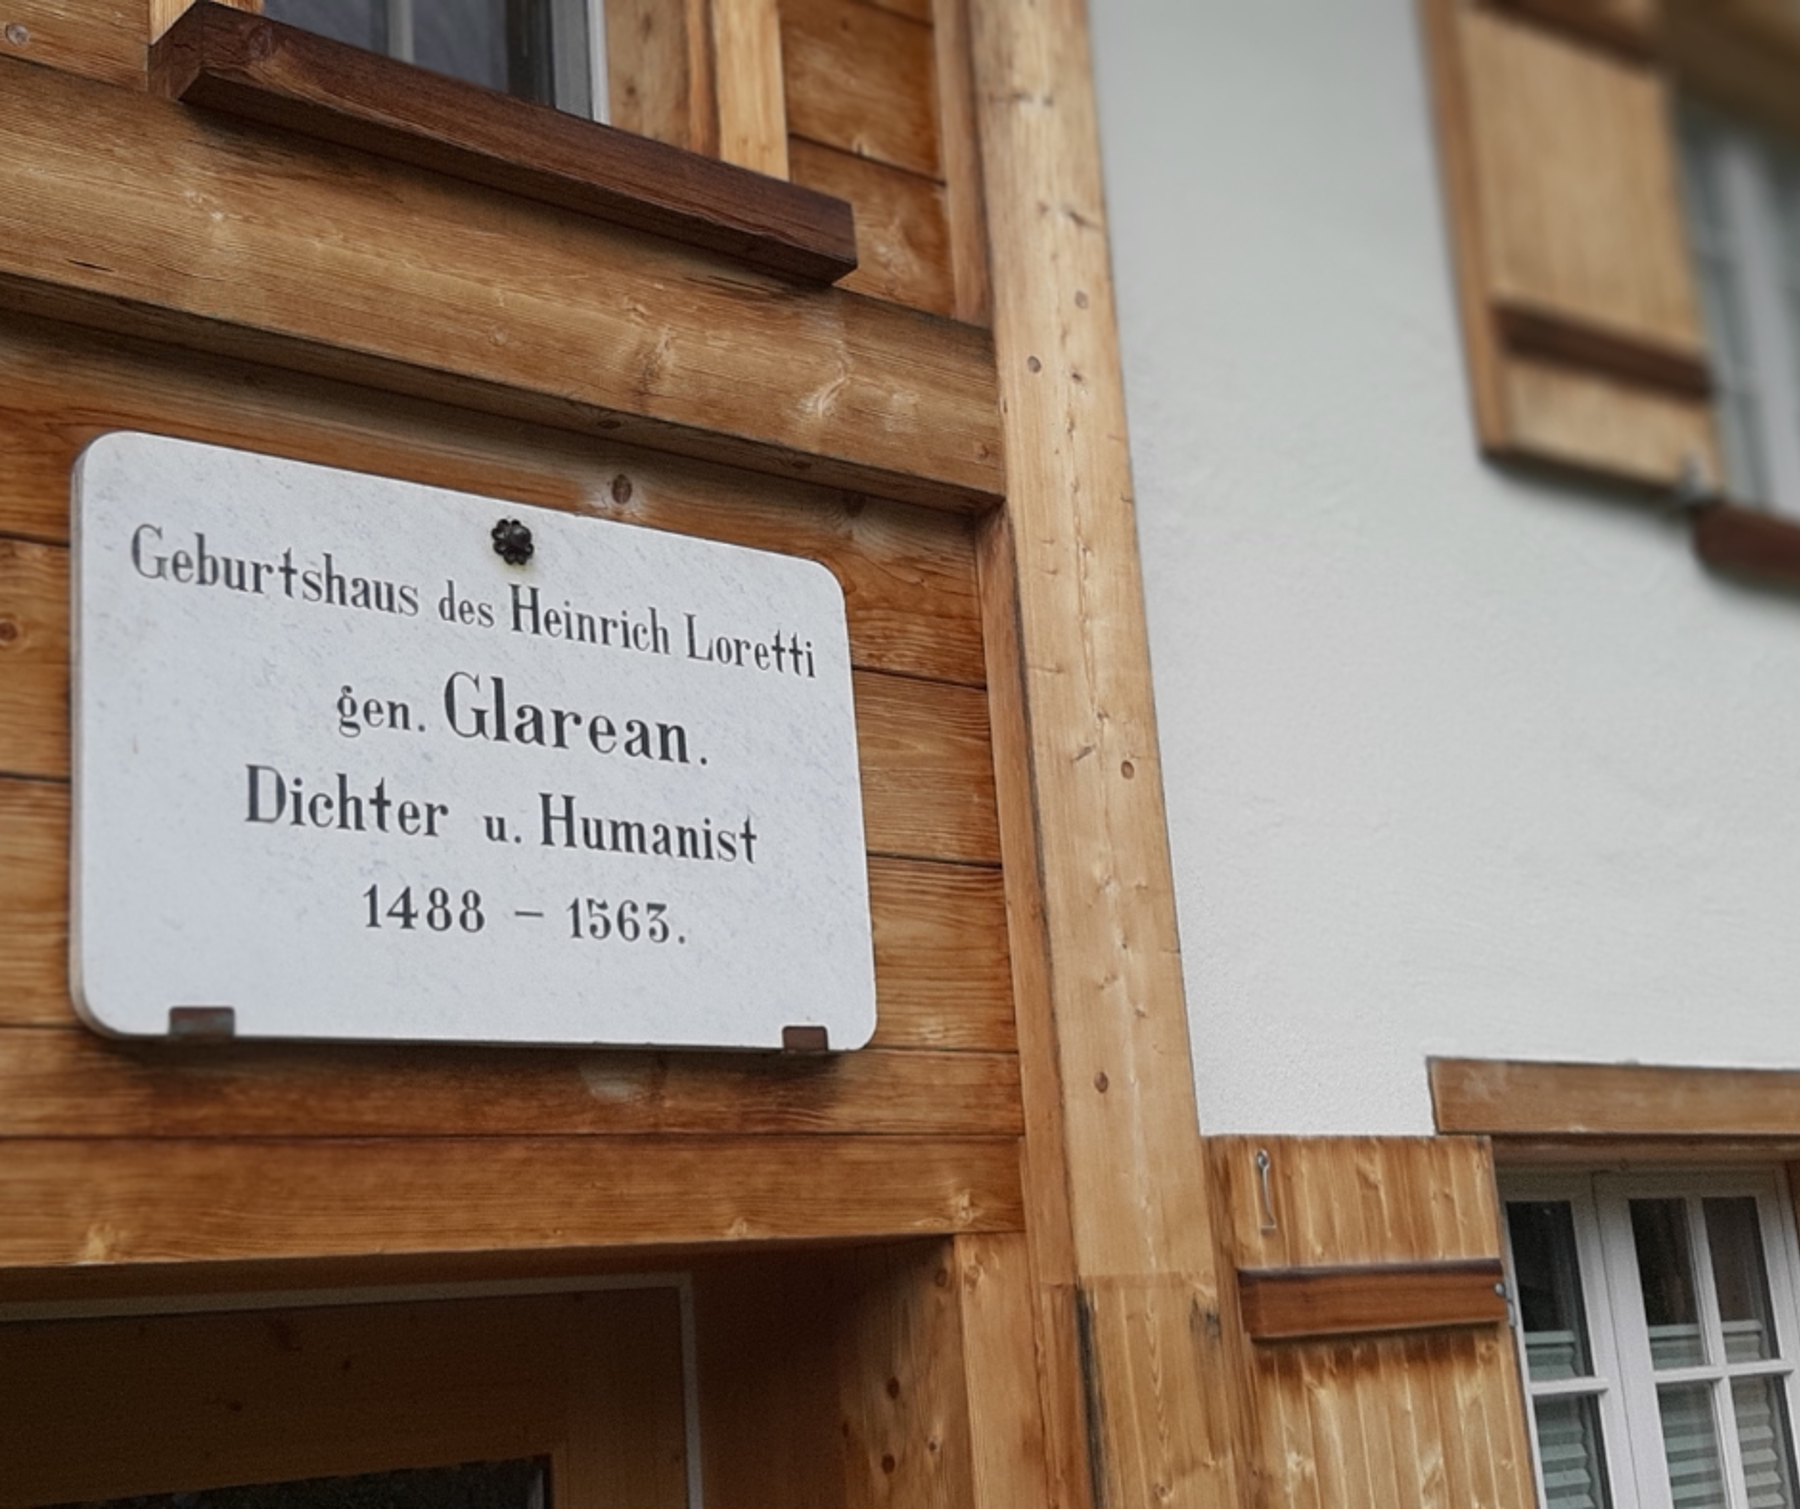 Geburtshaus des Heinrich Loretti
gen. Glarean.
Dichter u. Humanist
1488 – 1563.